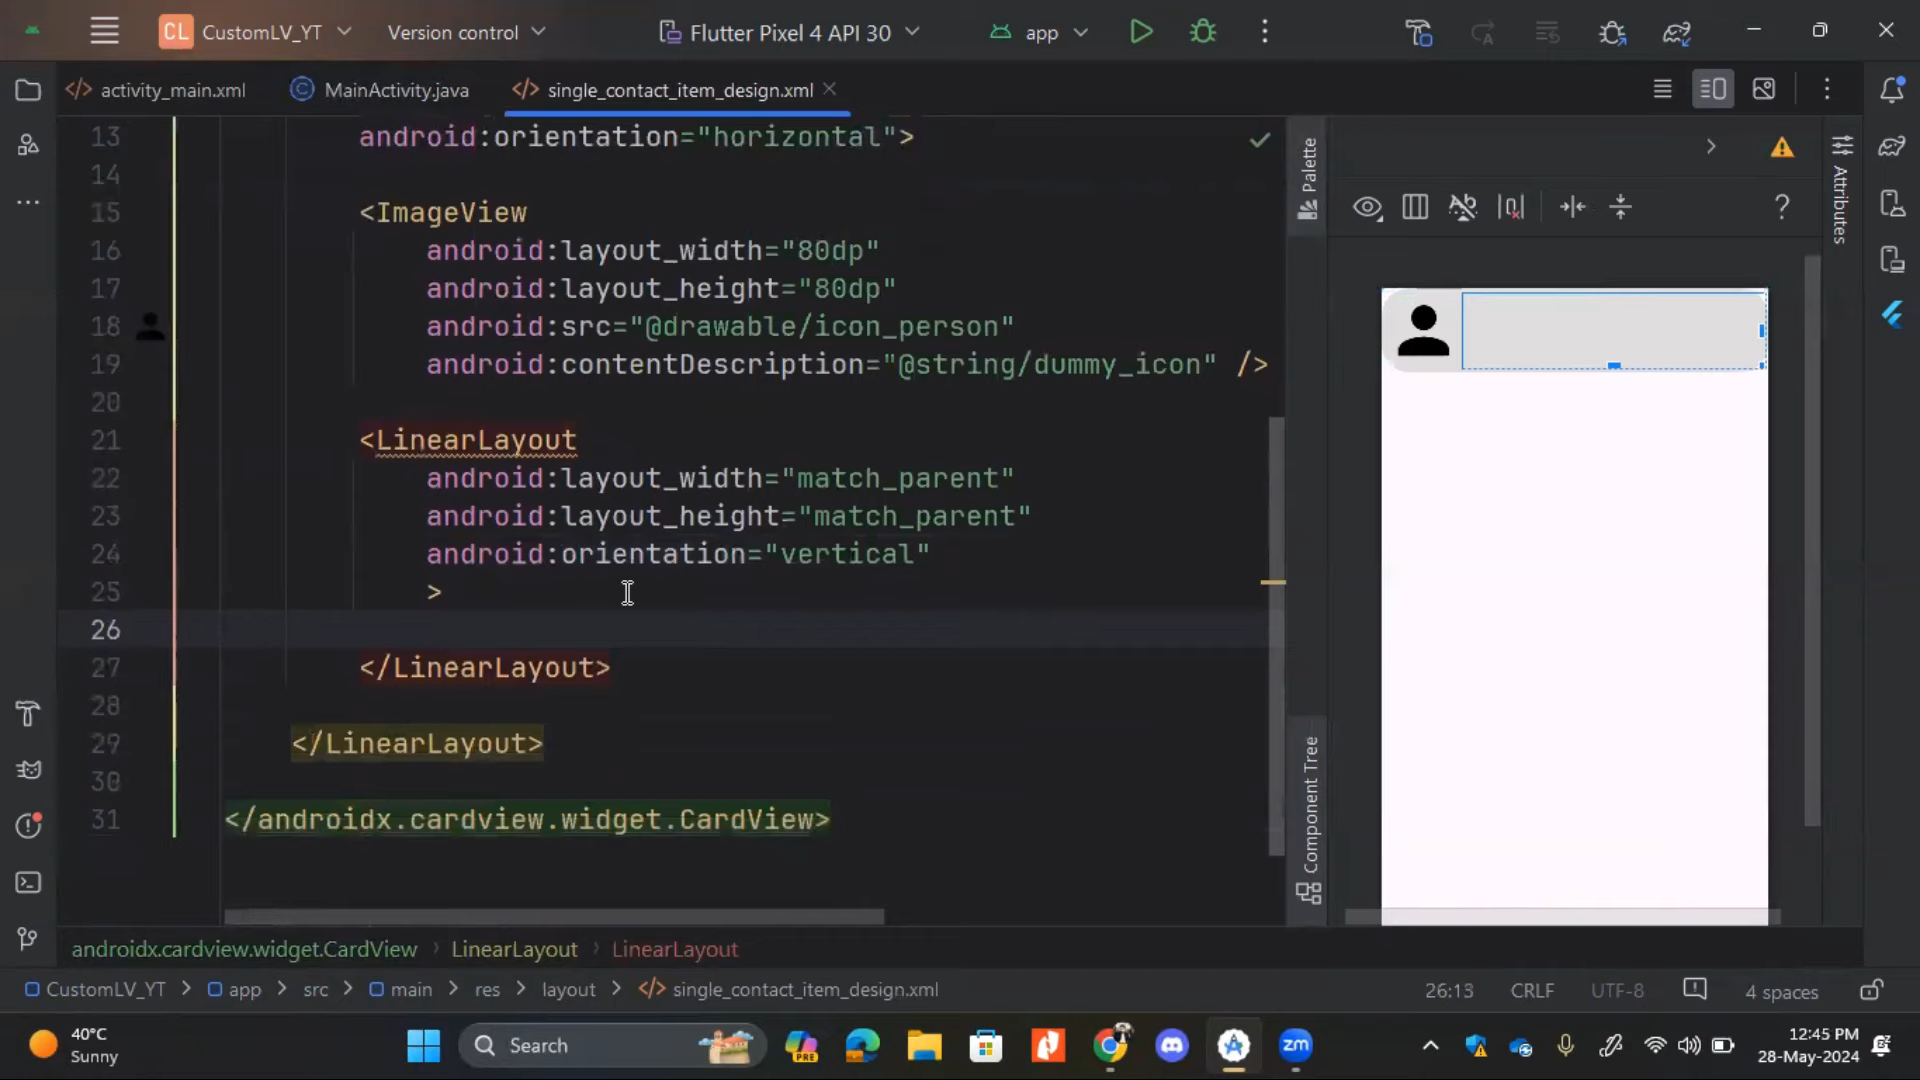 CL CustomLV_YT Version control Flutter Pixel 4 API 30 app
activity_main.xml MainActivity.java single_contact_item_design.xml
13 android:orientation="horizontal">
14
15 <ImageView
16 android:layout_width="80dp"
17 android:layout_height="80dp"
18 android:src="@drawable/icon_person"
19 android:contentDescription="@string/dummy_icon" />
20
21 <LinearLayout
22 android:layout_width="match_parent"
23 android:layout_height="match_parent"
24 android:orientation="vertical"
25 >
26
27 </LinearLayout>
28
29 </LinearLayout>
30
31 </androidx.cardview.widget.CardView>
Palette
Component Tree
Attributes
androidx.cardview.widget.CardView LinearLayout LinearLayout
CustomLV_YT > app > src > main > res > layout > </> single_contact_item_design.xml 26:13 CRLF UTF-8 4 spaces
40°C
Sunny
Search
PRE
zm
12:45 PM
28-May-2024